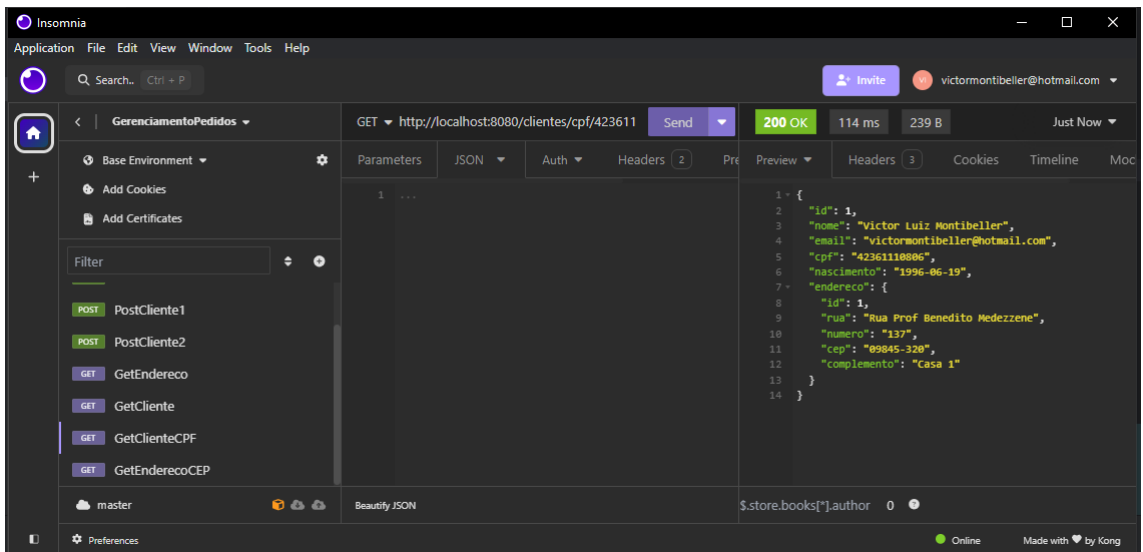 Insomnia
Application File Edit View Window Tools Help
Search.. Ctrl + P
Invite
VI
victormontibeller@hotmail.com
GerenciamentoPedidos
GET http://localhost:8080/clientes/cpf/423611
Send
200 OK
114 ms
239 B
Just Now
Base Environment
Add Cookies
Add Certificates
Filter
POST PostCliente1
POST PostCliente2
GET GetEndereco
GET GetCliente
GET GetClienteCPF
GET GetEnderecoCEP
master
Parameters JSON Auth Headers 2 Pre
1 ...
Beautify JSON
Preview Headers 3 Cookies Timeline Moc
1 {
2 "id": 1,
3 "nome": "Victor Luiz Montibeller",
4 "email": "victormontibeller@hotmail.com",
5 "cpf": "42361110806",
6 "nascimento": "1996-06-19",
7 "endereco": {
8 "id": 1,
9 "rua": "Rua Prof Benedito Medezzene",
10 "numero": "137",
11 "cep": "09845-320",
12 "complemento": "Casa 1"
13 }
14 }
$.store.books[*].author 0
Preferences
Online
Made with ♥ by Kong